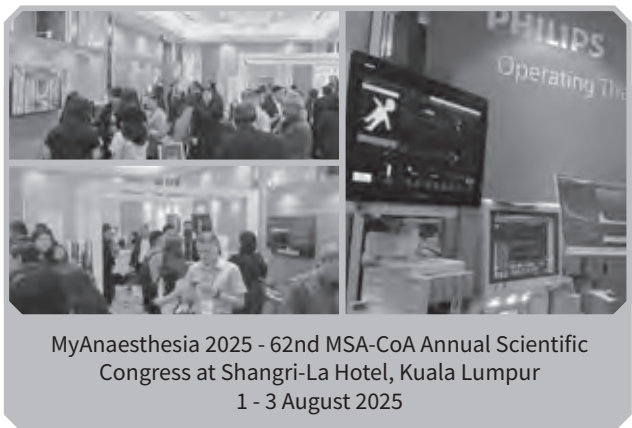 PHILIPS
Operating
MyAnaesthesia 2025 - 62nd MSA-CoA Annual Scientific
Congress at Shangri-La Hotel, Kuala Lumpur
1 - 3 August 2025